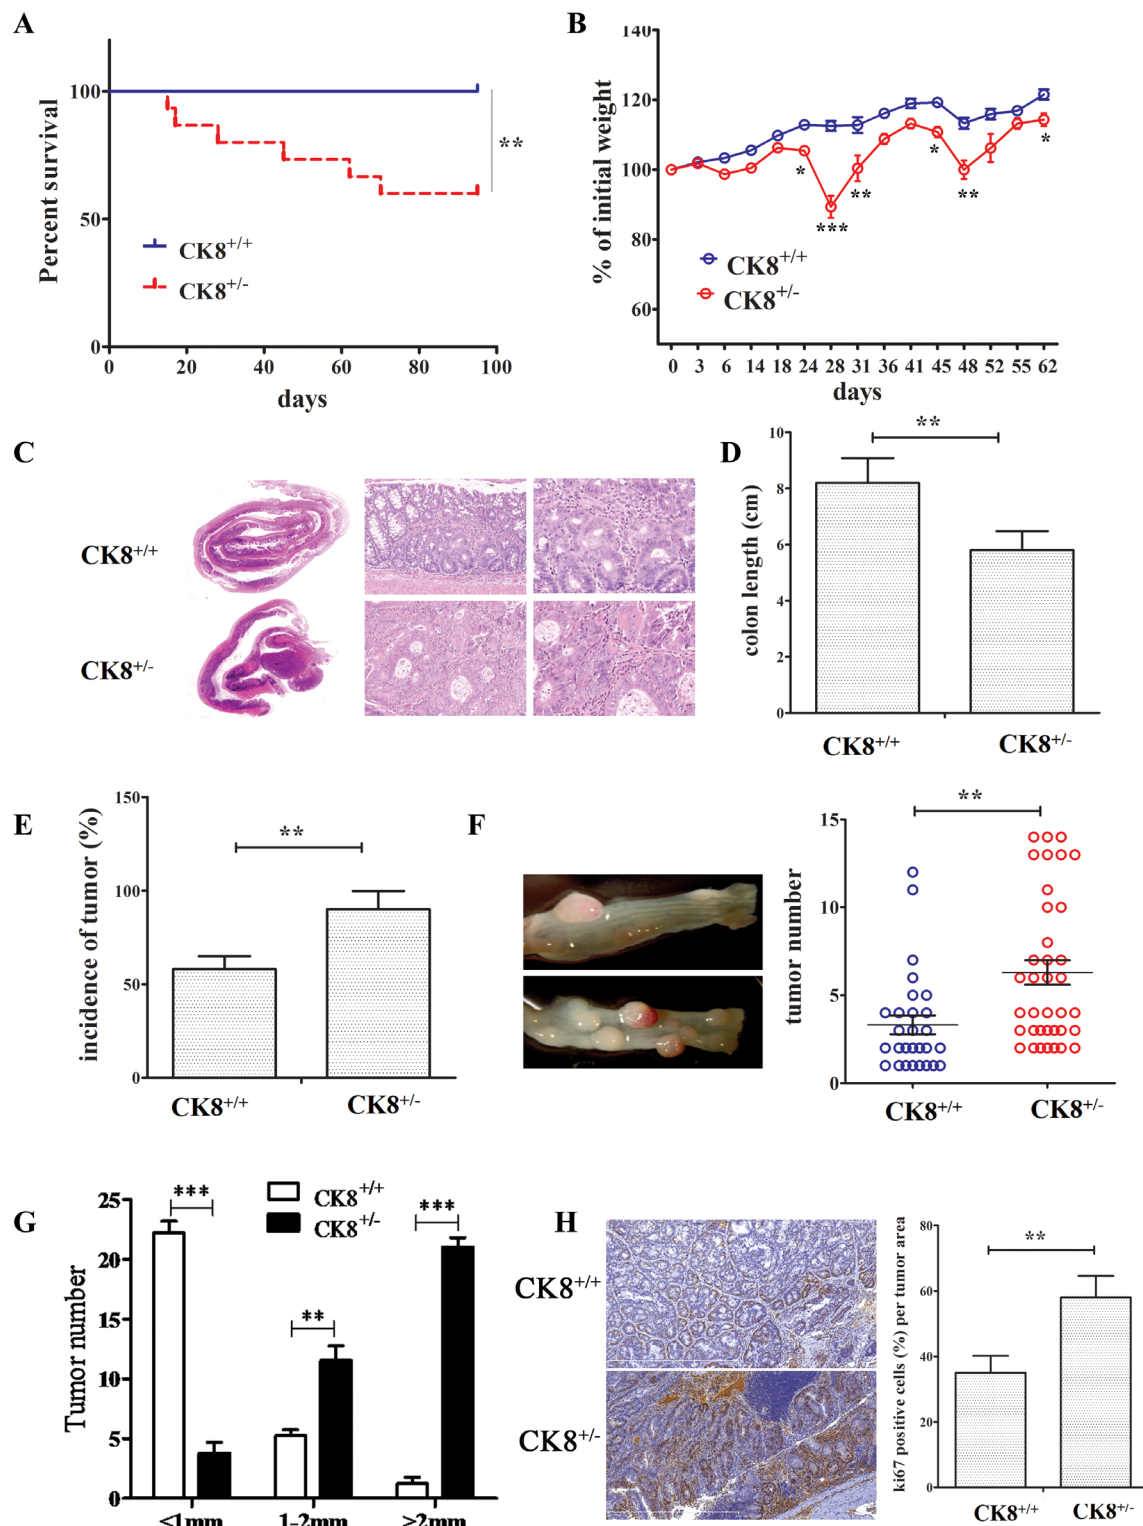 A
Percent survival
100
50
0
0 20 40 60 80 100
days
**
CK8+/+
CK8+/-
B
% of initial weight
140
120
100
80
60
0 3 6 14 18 24 28 31 36 41 45 48 52 55 62
days
*
***
**
*
**
*
CK8+/+
CK8+/-
C
CK8+/+
CK8+/-
D
colon length (cm)
10
8
6
4
2
0
**
CK8+/+ CK8+/-
E
incidence of tumor (%)
150
100
50
0
**
CK8+/+ CK8+/-
F
tumor number
15
10
5
0
**
CK8+/+ CK8+/-
G
Tumor number
25
20
15
10
5
0
***
**
***
CK8+/+
CK8+/-
≤1mm 1-2mm >2mm
H
CK8+/+
CK8+/-
ki67 positive cells (%) per tumor area
80
60
40
20
0
**
CK8+/+ CK8+/-